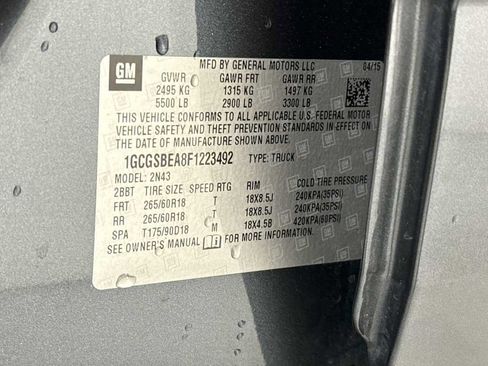 GM
MFD BY GENERAL MOTORS LLC 04/15
GVWR GAWR FRT GAWR RR
2495 KG 1315 KG 1497 KG
5500 LB 2900 LB 3300 LB
THIS VEHICLE CONFORMS TO ALL APPLICABLE U.S. FEDERAL MOTOR
VEHICLE SAFETY AND THEFT PREVENTION STANDARDS IN EFFECT
ON THE DATE OF MANUFACTURE SHOWN ABOVE.
1GCGSBEA8F1223492 TYPE: TRUCK
MODEL: 2N43
2BBT TIRE SIZE SPEED RTG RIM COLD TIRE PRESSURE
FRT 265/60R18 T 18X8.5J 240KPA(35PSI)
RR 265/60R18 T 18X8.5J 240KPA(35PSI)
SPA T175/90D18 M 18X4.5B 420KPA(60PSI)
SEE OWNER'S MANUAL FOR MORE INFORMATION